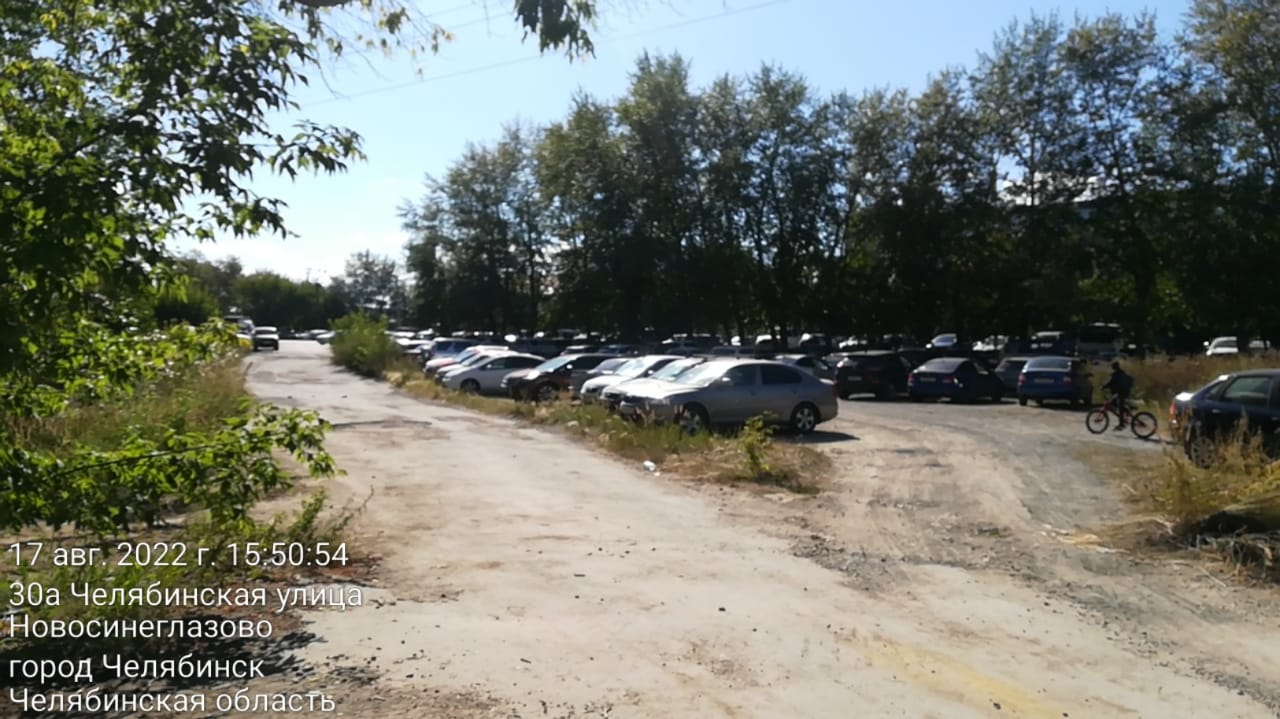 17 авг. 2022 г. 15:50:54
30а Челябинская улица
Новосинеглазово
город Челябинск
Челябинская область